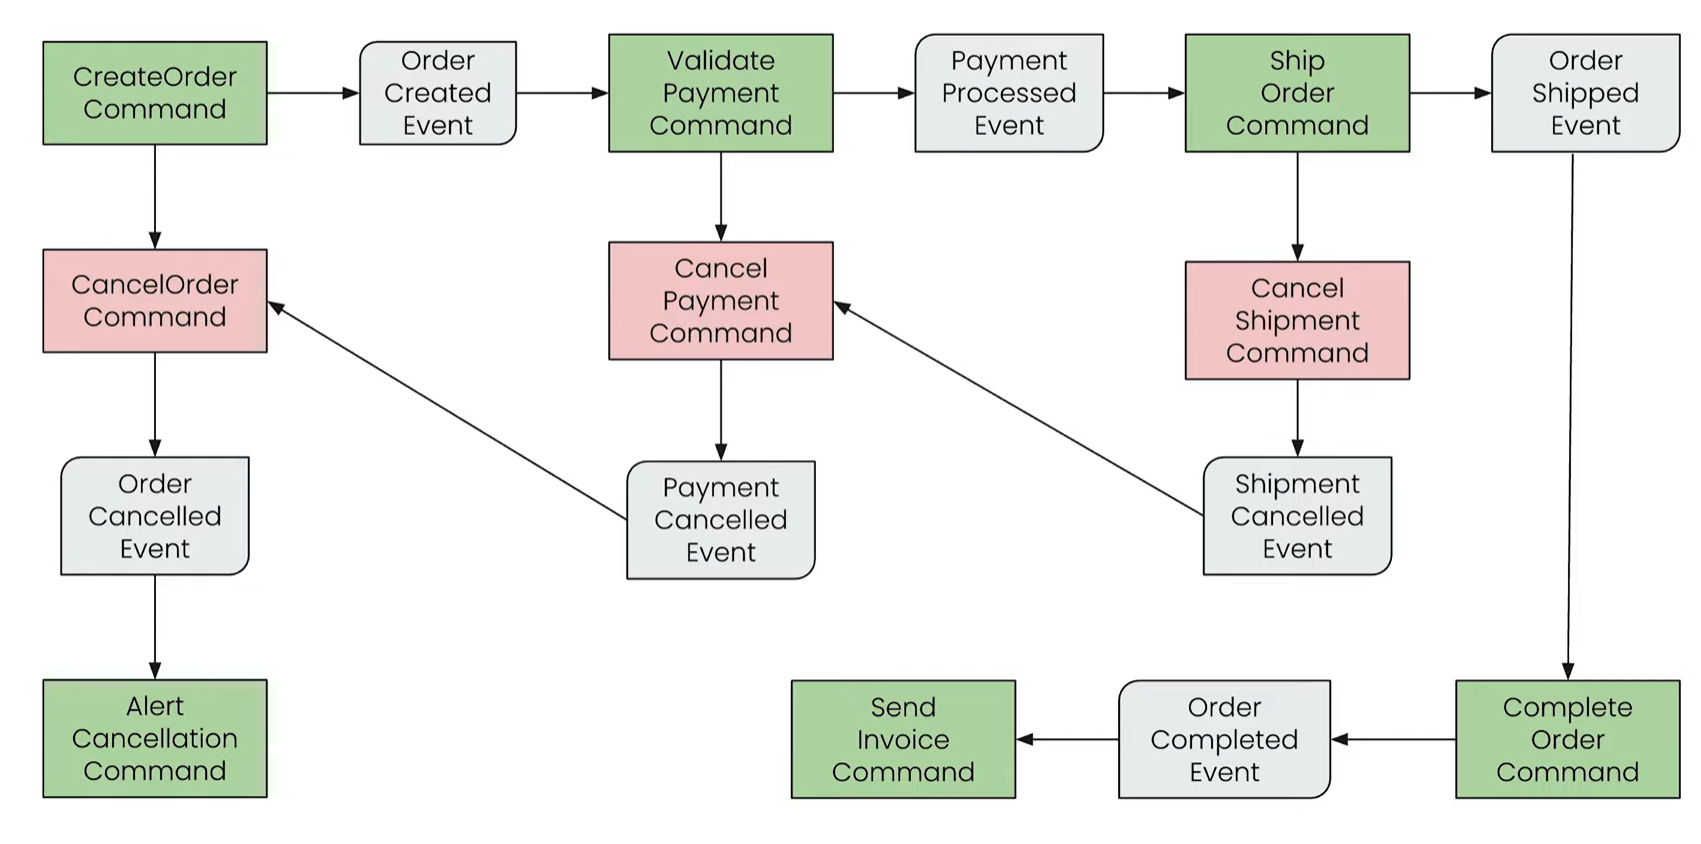 CreateOrder
Command
Order
Created
Event
Validate
Payment
Command
Payment
Processed
Event
Ship
Order
Command
Order
Shipped
Event
CancelOrder
Command
Cancel
Payment
Command
Cancel
Shipment
Command
Order
Cancelled
Event
Payment
Cancelled
Event
Shipment
Cancelled
Event
Alert
Cancellation
Command
Send
Invoice
Command
Order
Completed
Event
Complete
Order
Command